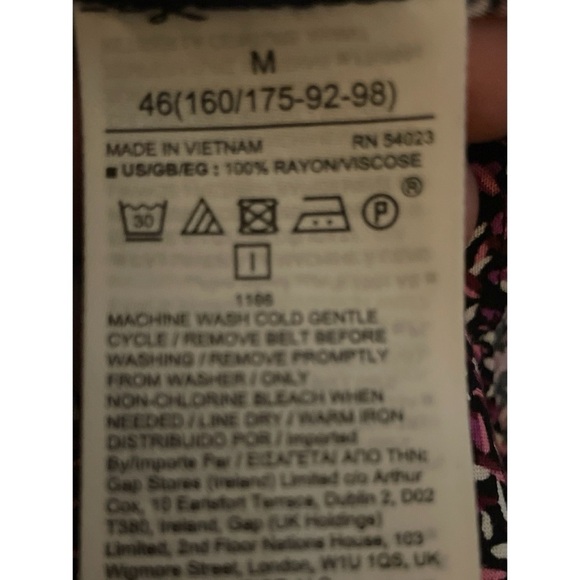 M
46(160/175-92-98)
MADE IN VIETNAM RN 54023
■ US/GB/EG : 100% RAYON/VISCOSE
30 P ®
1166
MACHINE WASH COLD GENTLE
CYCLE / REMOVE BELT BEFORE
WASHING / REMOVE PROMPTLY
FROM WASHER / ONLY
NON-CHLORINE BLEACH WHEN
NEEDED / LINE DRY / WARM IRON
DISTRIBUIDO POR / Imported
By/Importe Par / ΕΙΣΑΓΕΤΑΙ ΑΠΟ ΤΗΝ:
Gap Stores (Ireland) Limited c/o Arthur
Cox, 10 Earlsfort Terrace, Dublin 2, D02
T380, Ireland, Gap (UK Holdings)
Limited, 2nd Floor Nations House, 103
Wigmore Street, London, W1U 1QS, UK